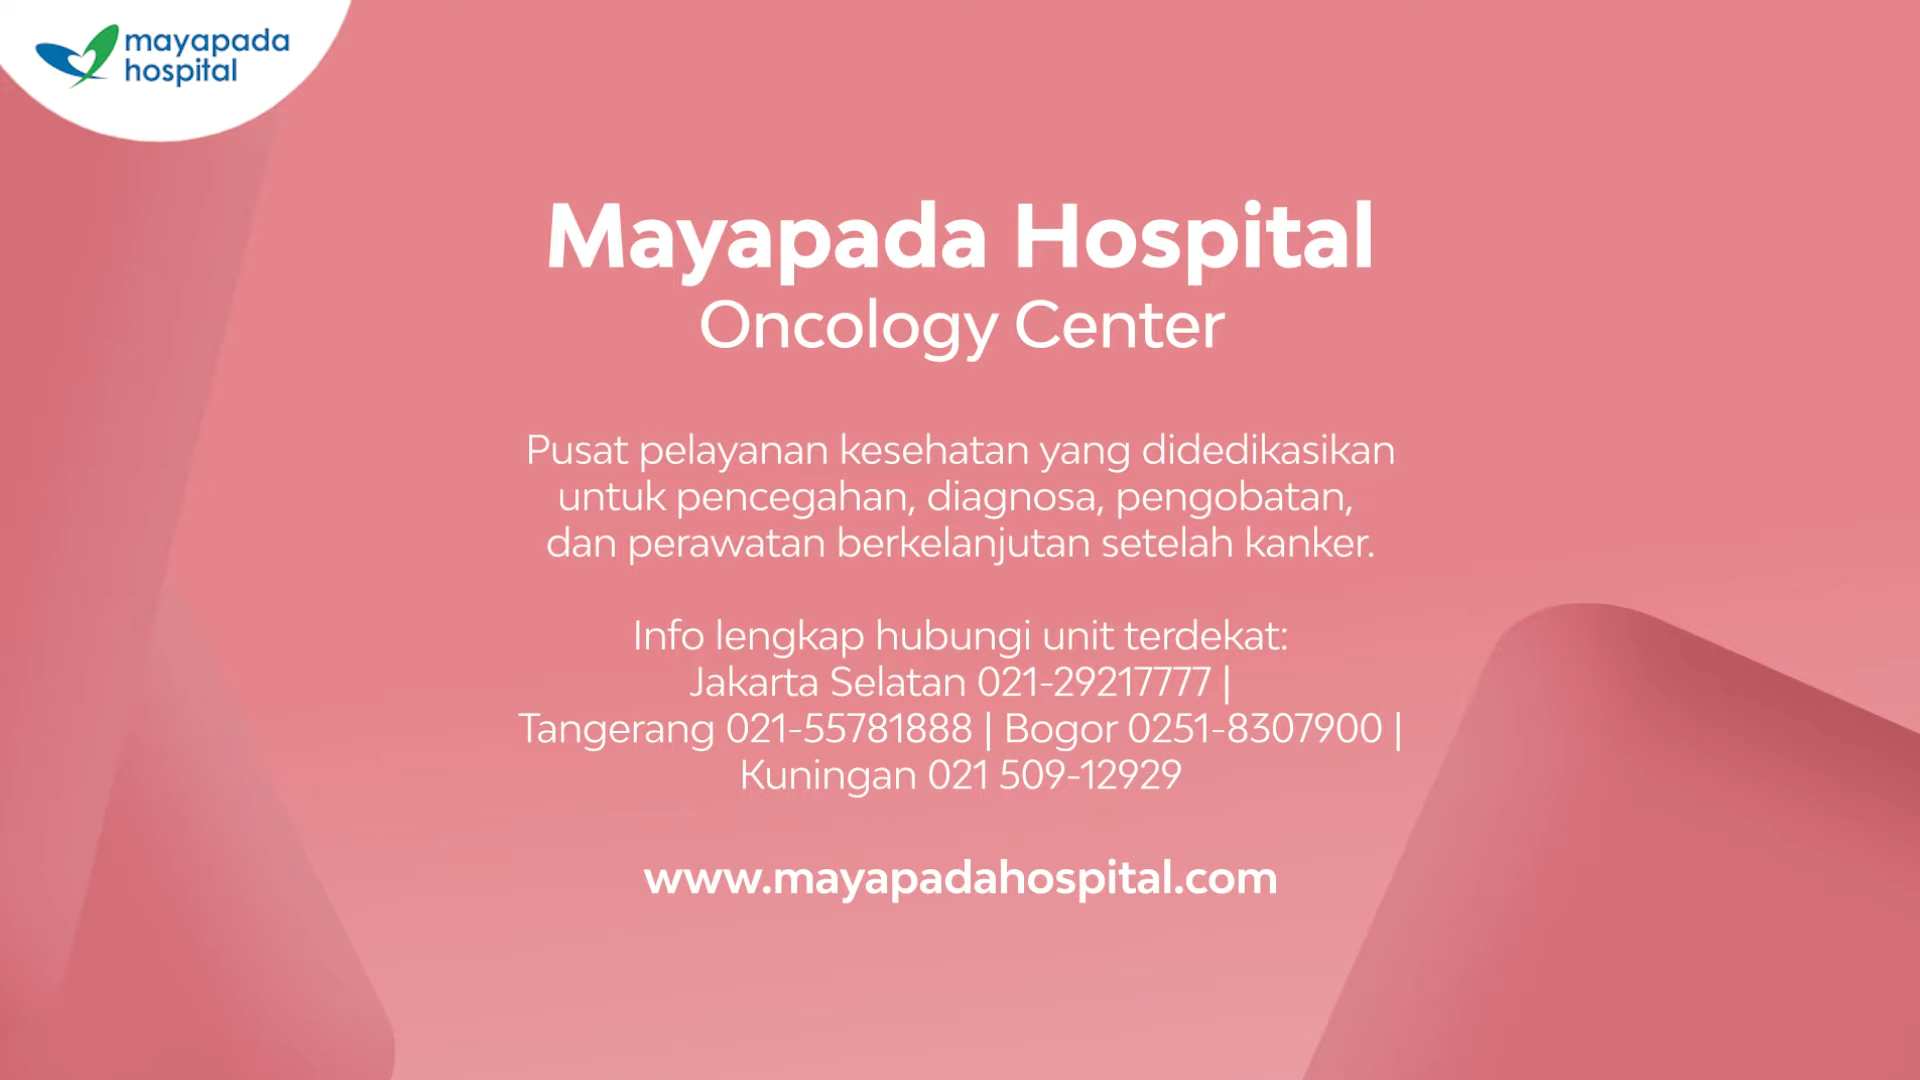 mayapada
hospital
Mayapada Hospital
Oncology Center
Pusat pelayanan kesehatan yang didedikasikan
untuk pencegahan, diagnosa, pengobatan,
dan perawatan berkelanjutan setelah kanker.
Info lengkap hubungi unit terdekat:
Jakarta Selatan 021-29217777 |
Tangerang 021-55781888 | Bogor 0251-8307900 |
Kuningan 021 509-12929
www.mayapadahospital.com